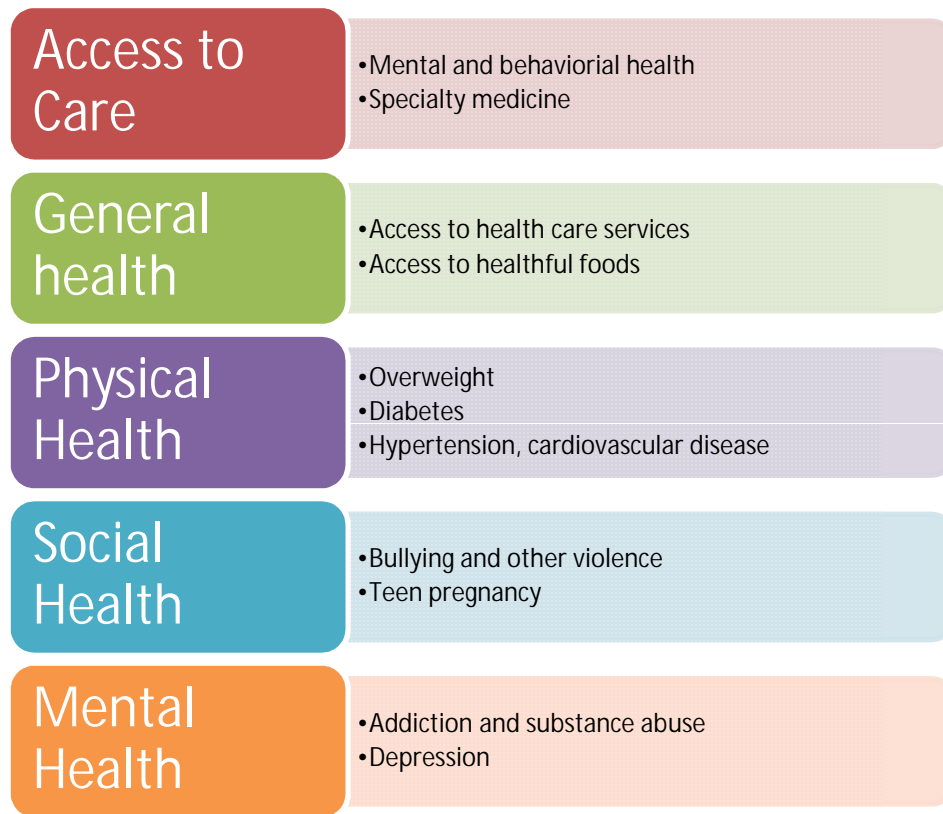 Access to
Care
•Mental and behaviorial health
•Specialty medicine
General
health
•Access to health care services
•Access to healthful foods
Physical
Health
•Overweight
•Diabetes
•Hypertension, cardiovascular disease
Social
Health
•Bullying and other violence
•Teen pregnancy
Mental
Health
•Addiction and substance abuse
•Depression